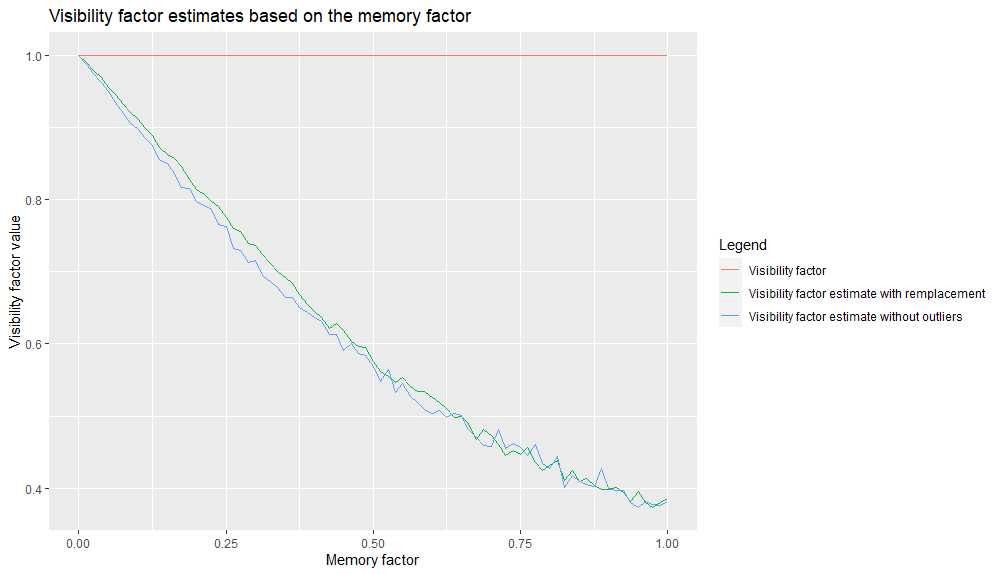 Visibility factor estimates based on the memory factor
Visibility factor value
1.0
0.8
0.6
0.4
0.00 0.25 0.50 0.75 1.00
Memory factor
Legend
Visibility factor
Visibility factor estimate with remplacement
Visibility factor estimate without outliers